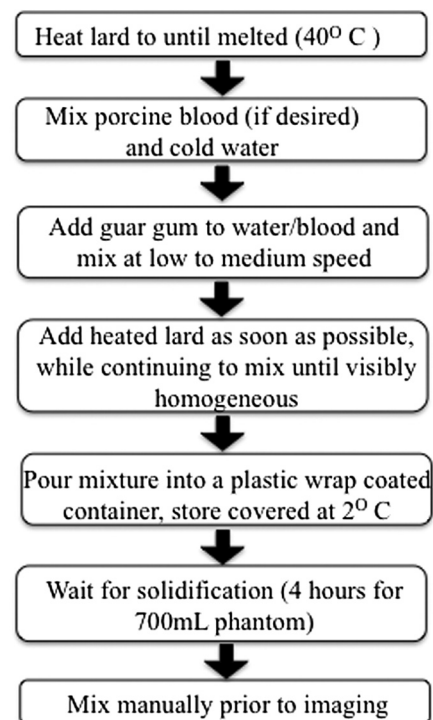 Heat lard to until melted (40⁰ C )
Mix porcine blood (if desired)
and cold water
Add guar gum to water/blood and
mix at low to medium speed
Add heated lard as soon as possible,
while continuing to mix until visibly
homogeneous
Pour mixture into a plastic wrap coated
container, store covered at 2⁰ C
Wait for solidification (4 hours for
700mL phantom)
Mix manually prior to imaging